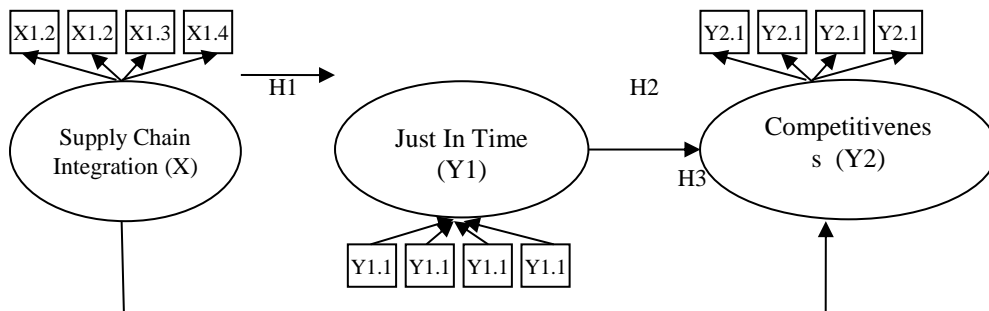 X1.2 X1.2 X1.3 X1.4
Y2.1 Y2.1 Y2.1 Y2.1
H1
H2
Supply Chain
Integration (X)
Just In Time
(Y1)
Competitivenes
s (Y2)
H3
Y1.1 Y1.1 Y1.1 Y1.1